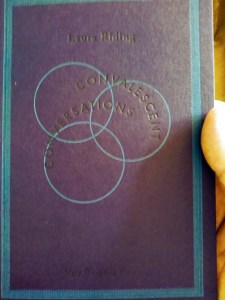 Laura Riding
CONVALESCENT
CONVERSATIONS